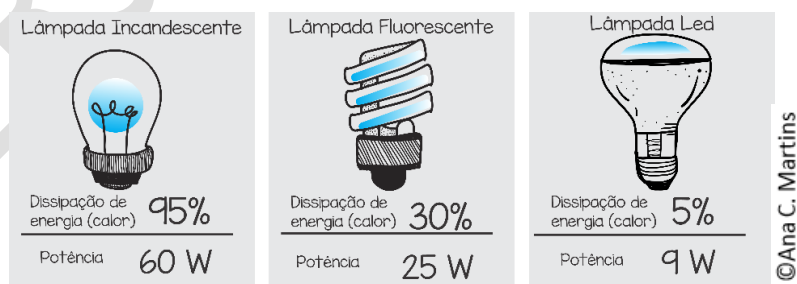 Lâmpada Incandescente
Dissipação de
energia (calor) 95%
Potência 60 W
Lâmpada Fluorescente
Dissipação de
energia (calor) 30%
Potência 25 W
Lâmpada Led
Dissipação de
energia (calor) 5%
Potência 9 W
©Ana C. Martins